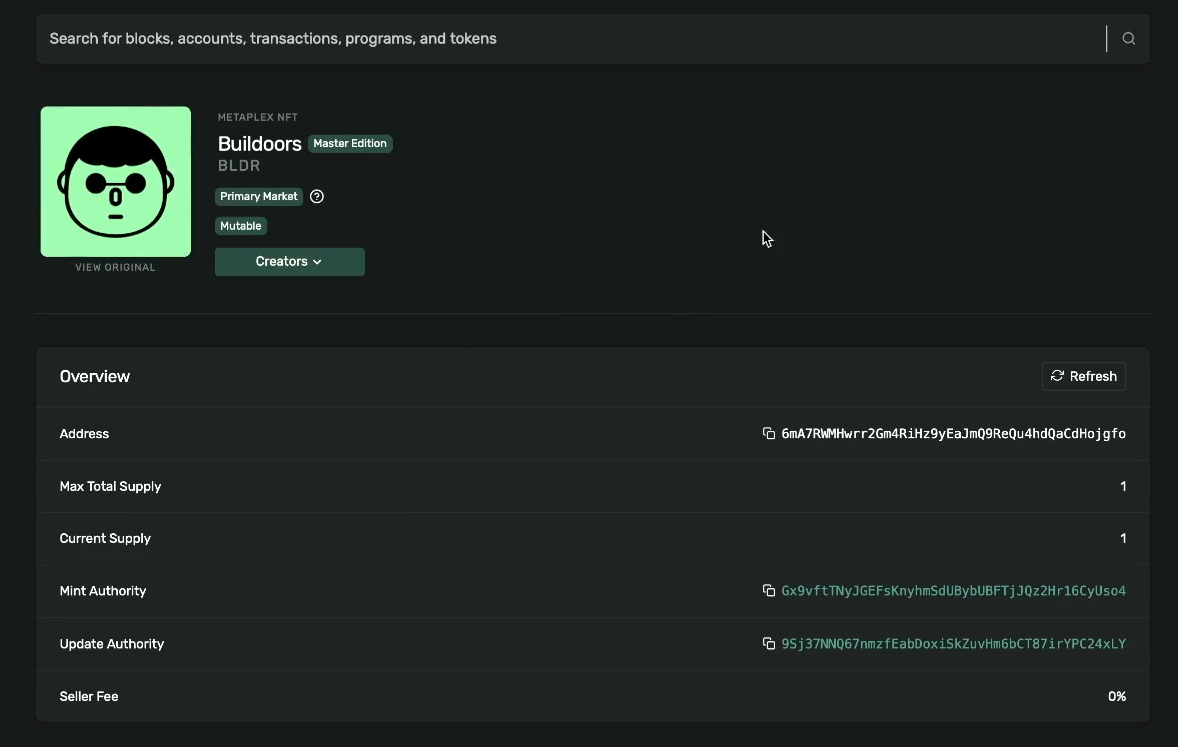 Search for blocks, accounts, transactions, programs, and tokens
METAPLEX NFT
Buildoors Master Edition
BLDR
Primary Market ?
Mutable
Creators
VIEW ORIGINAL
Overview
Refresh
Address 6mA7RWMHwrr2Gm4RiHz9yEaJmQ9ReQu4hdQaCdHojgfo
Max Total Supply 1
Current Supply 1
Mint Authority Gx9vftTNyJGEFsKnyhmSdUBybUBFTjJQz2Hr16CyUso4
Update Authority 9Sj37NNQ67nmzfEabDoxiSkZuvHm6bCT87irYPC24xLY
Seller Fee 0%